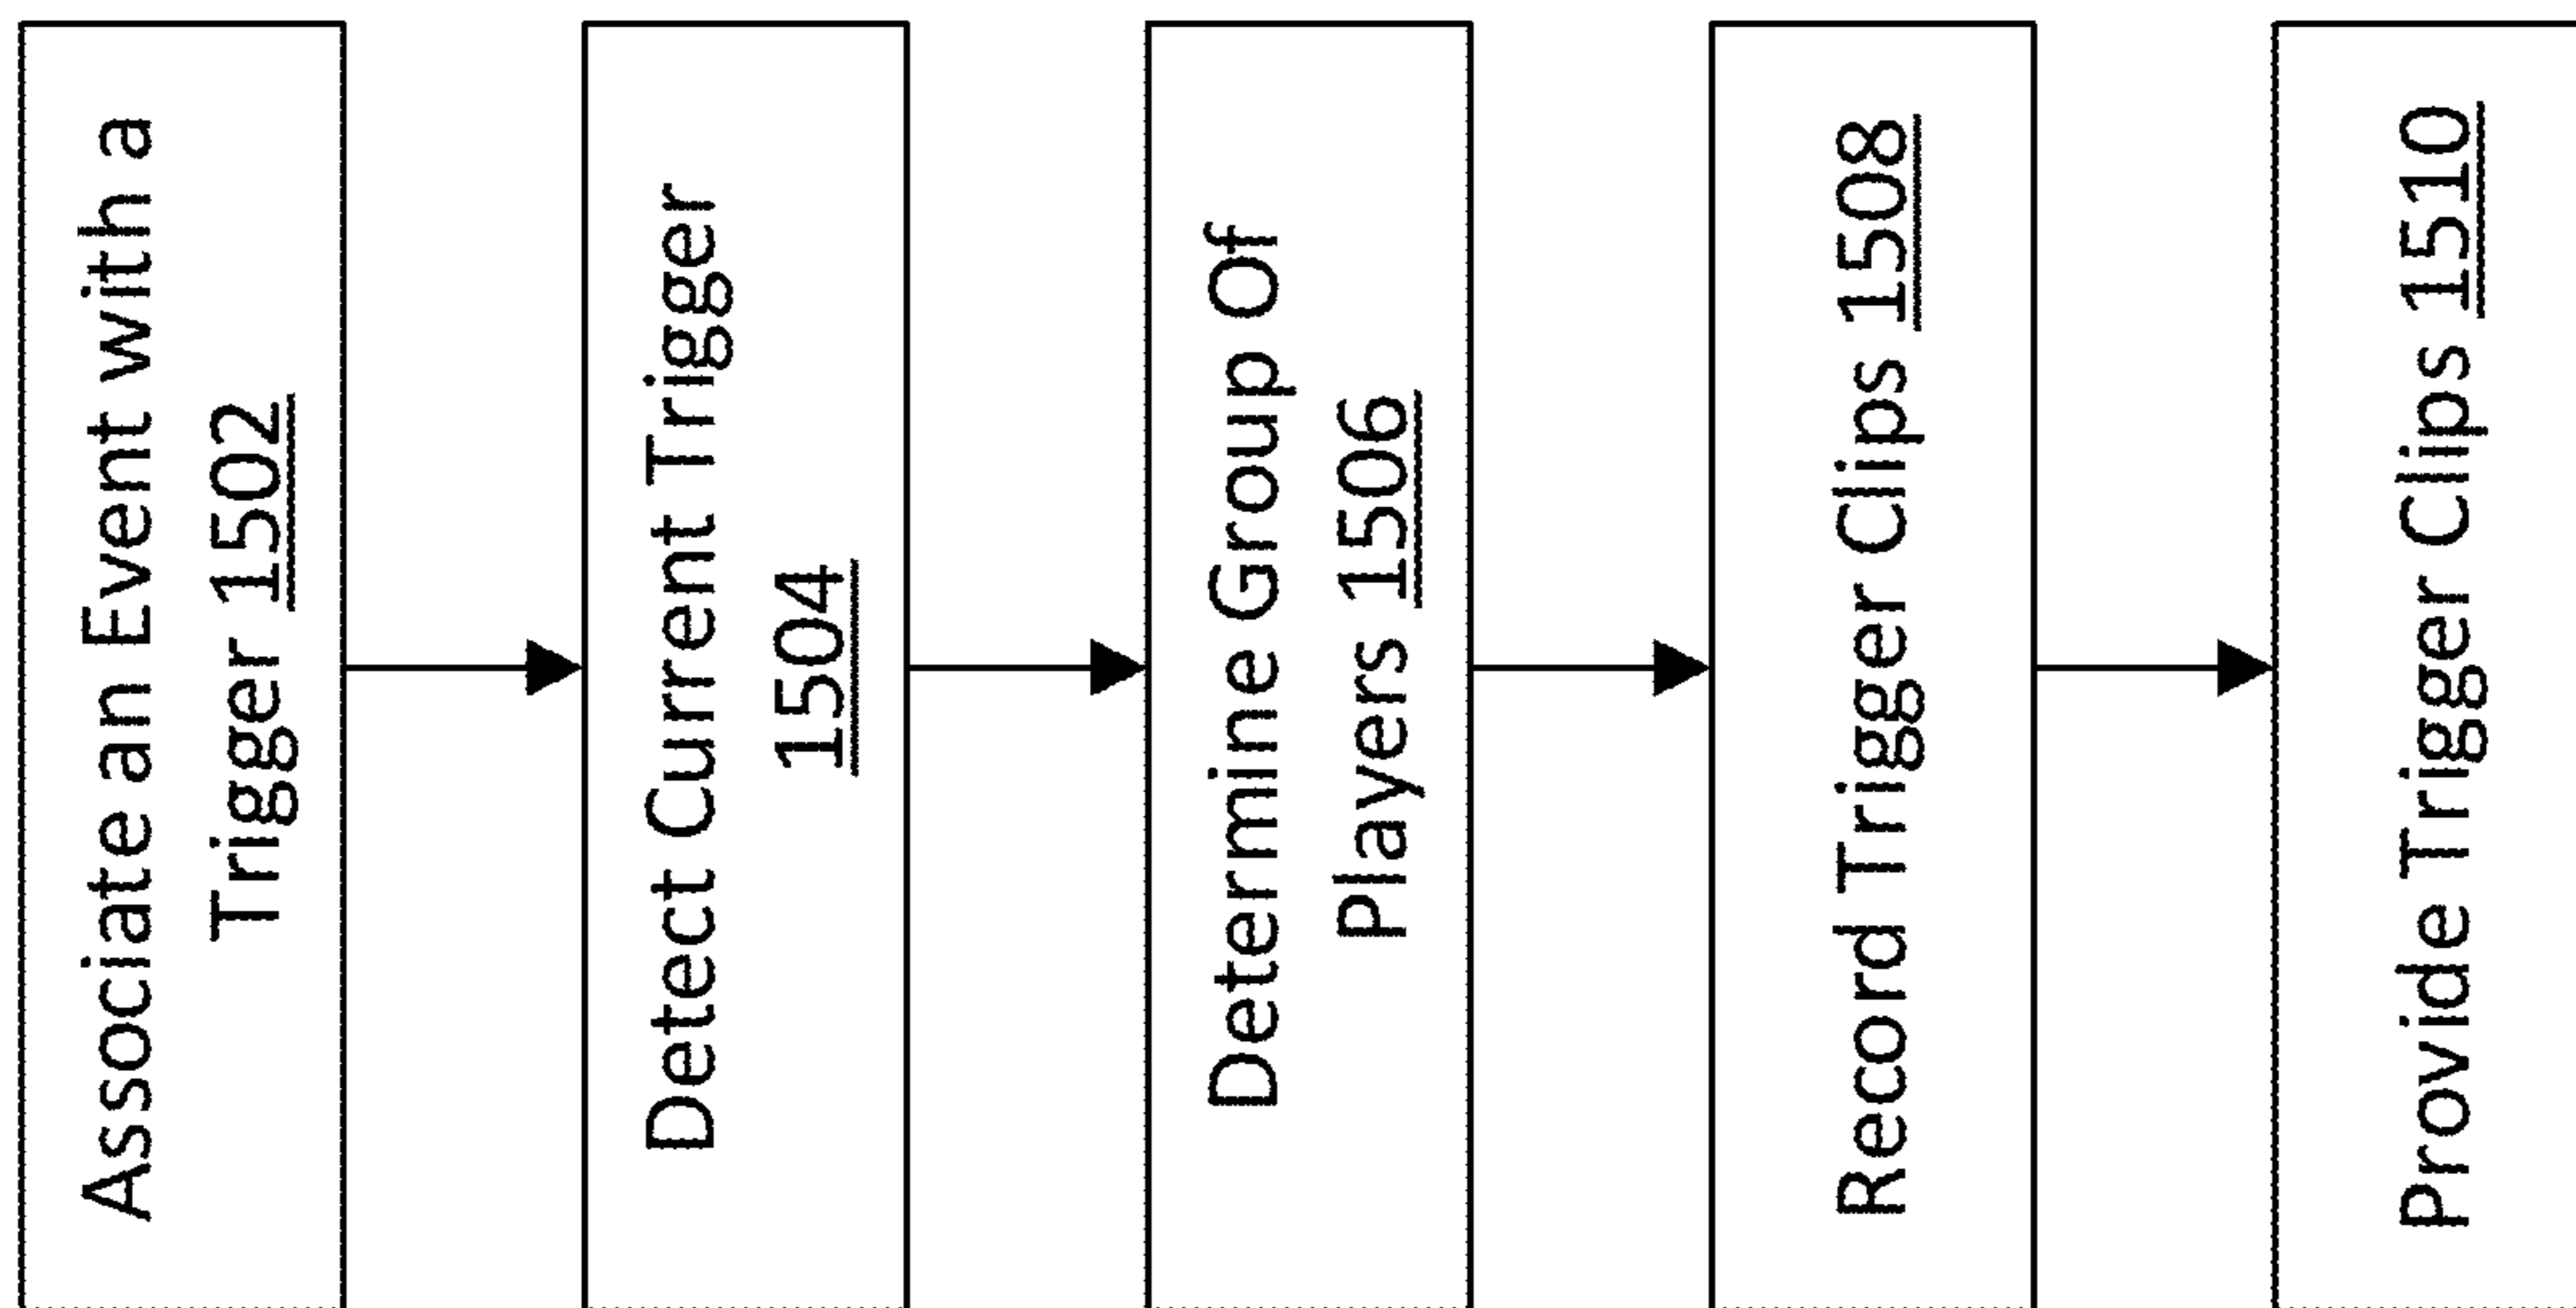 Associate an Event with a
Trigger 1502
Detect Current Trigger
1504
Determine Group Of
Players 1506
Record Trigger Clips 1508
Provide Trigger Clips 1510